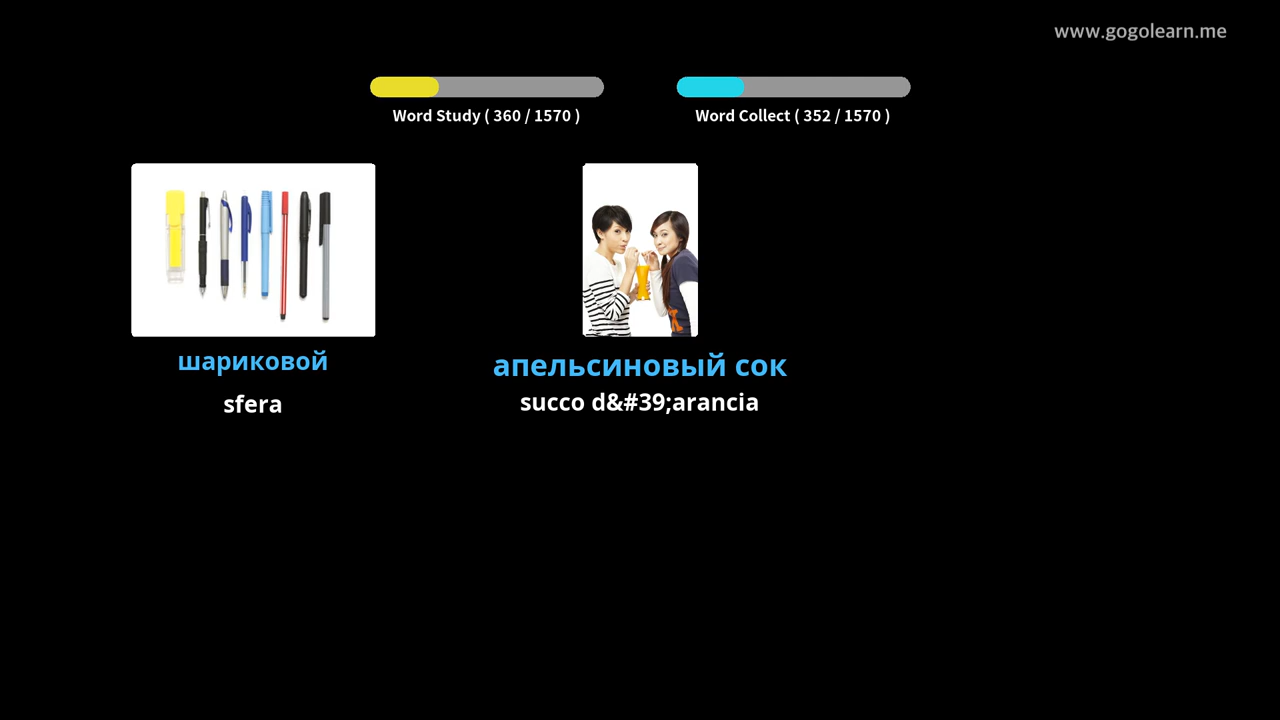 www.gogolearn.me
Word Study ( 360 / 1570 )
Word Collect ( 352 / 1570 )
шариковой
sfera
апельсиновый сок
succo d&#39;arancia